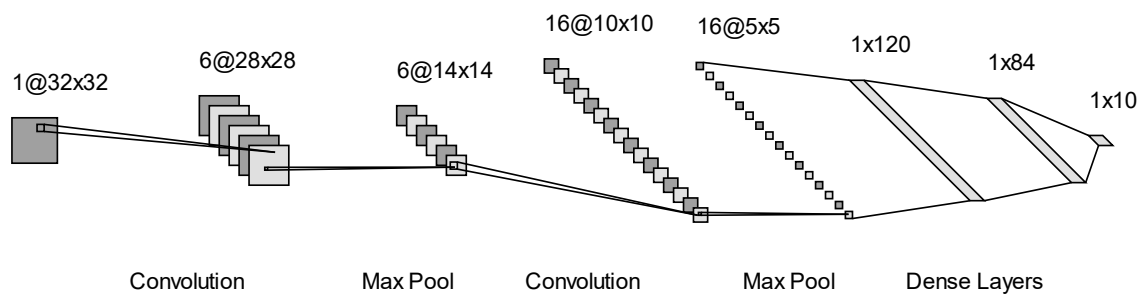 1@32x32
6@28x28
6@14x14
16@10x10
16@5x5
1x120
1x84
1x10
Convolution
Max Pool
Convolution
Max Pool
Dense Layers